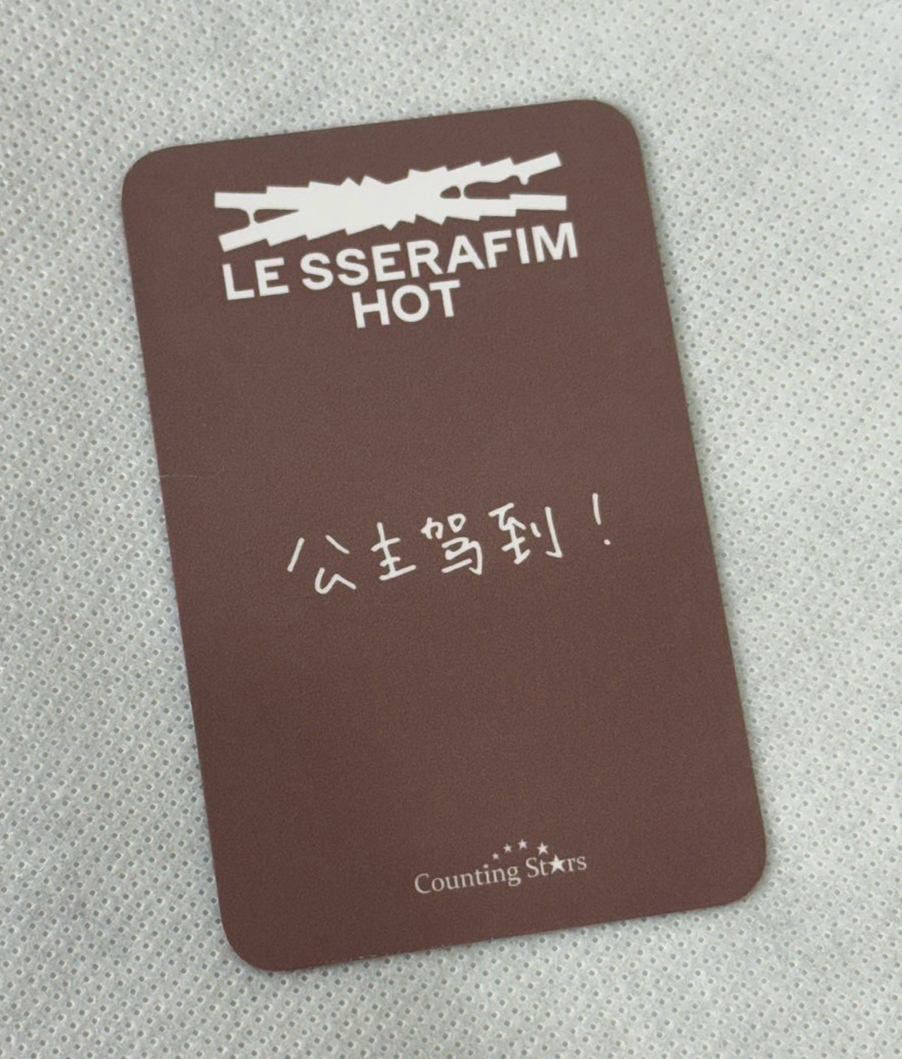 LE SSERAFIM
HOT
公主驾到！
Counting Stars